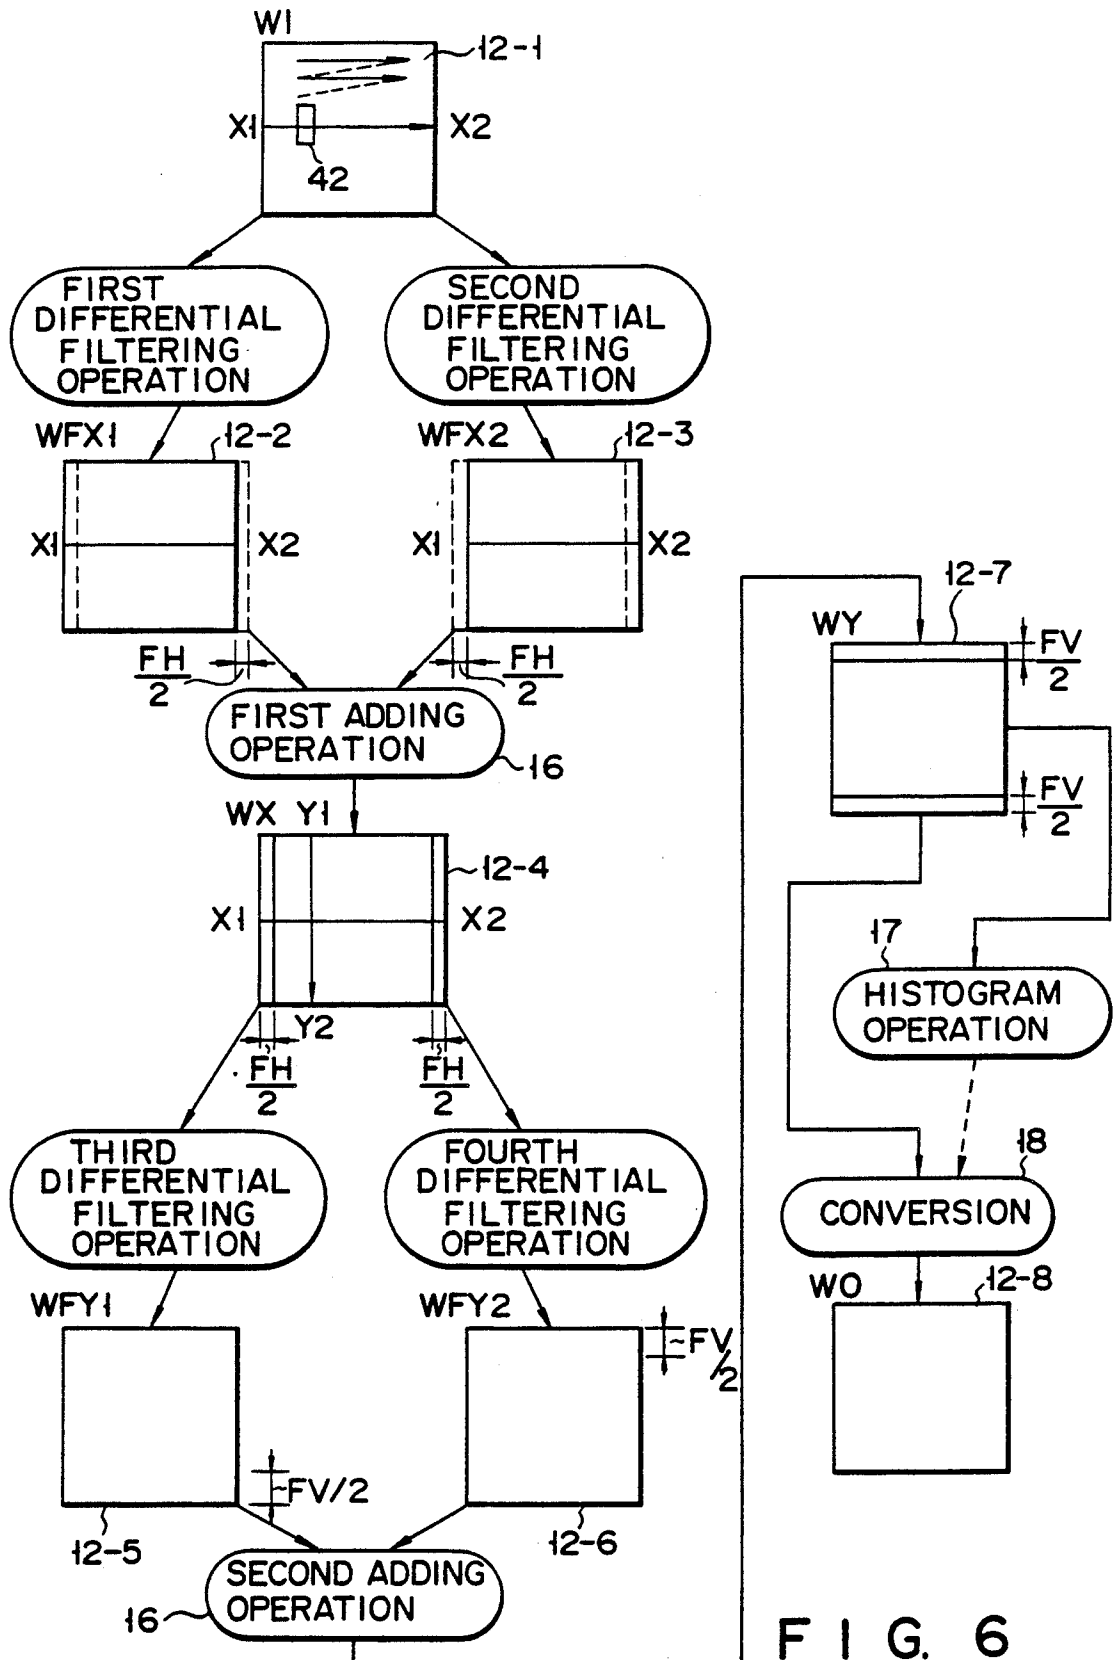 W1
12-1
X1
X2
42
FIRST
DIFFERENTIAL
FILTERING
OPERATION
SECOND
DIFFERENTIAL
FILTERING
OPERATION
WFX1
12-2
WFX2
12-3
X1
X2
X1
X2
FH
2
FH
2
FIRST ADDING
OPERATION
16
WX
Y1
12-4
X1
X2
Y2
FH
2
FH
2
THIRD
DIFFERENTIAL
FILTERING
OPERATION
FOURTH
DIFFERENTIAL
FILTERING
OPERATION
WFY1
WFY2
FV
/2
FV/2
12-5
12-6
SECOND ADDING
OPERATION
16
12-7
WY
FV
2
FV
2
17
HISTOGRAM
OPERATION
18
CONVERSION
WO
12-8
FIG. 6